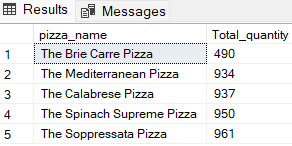 Results Messages
pizza_name Total_quantity
1 The Brie Carre Pizza 490
2 The Mediterranean Pizza 934
3 The Calabrese Pizza 937
4 The Spinach Supreme Pizza 950
5 The Soppressata Pizza 961